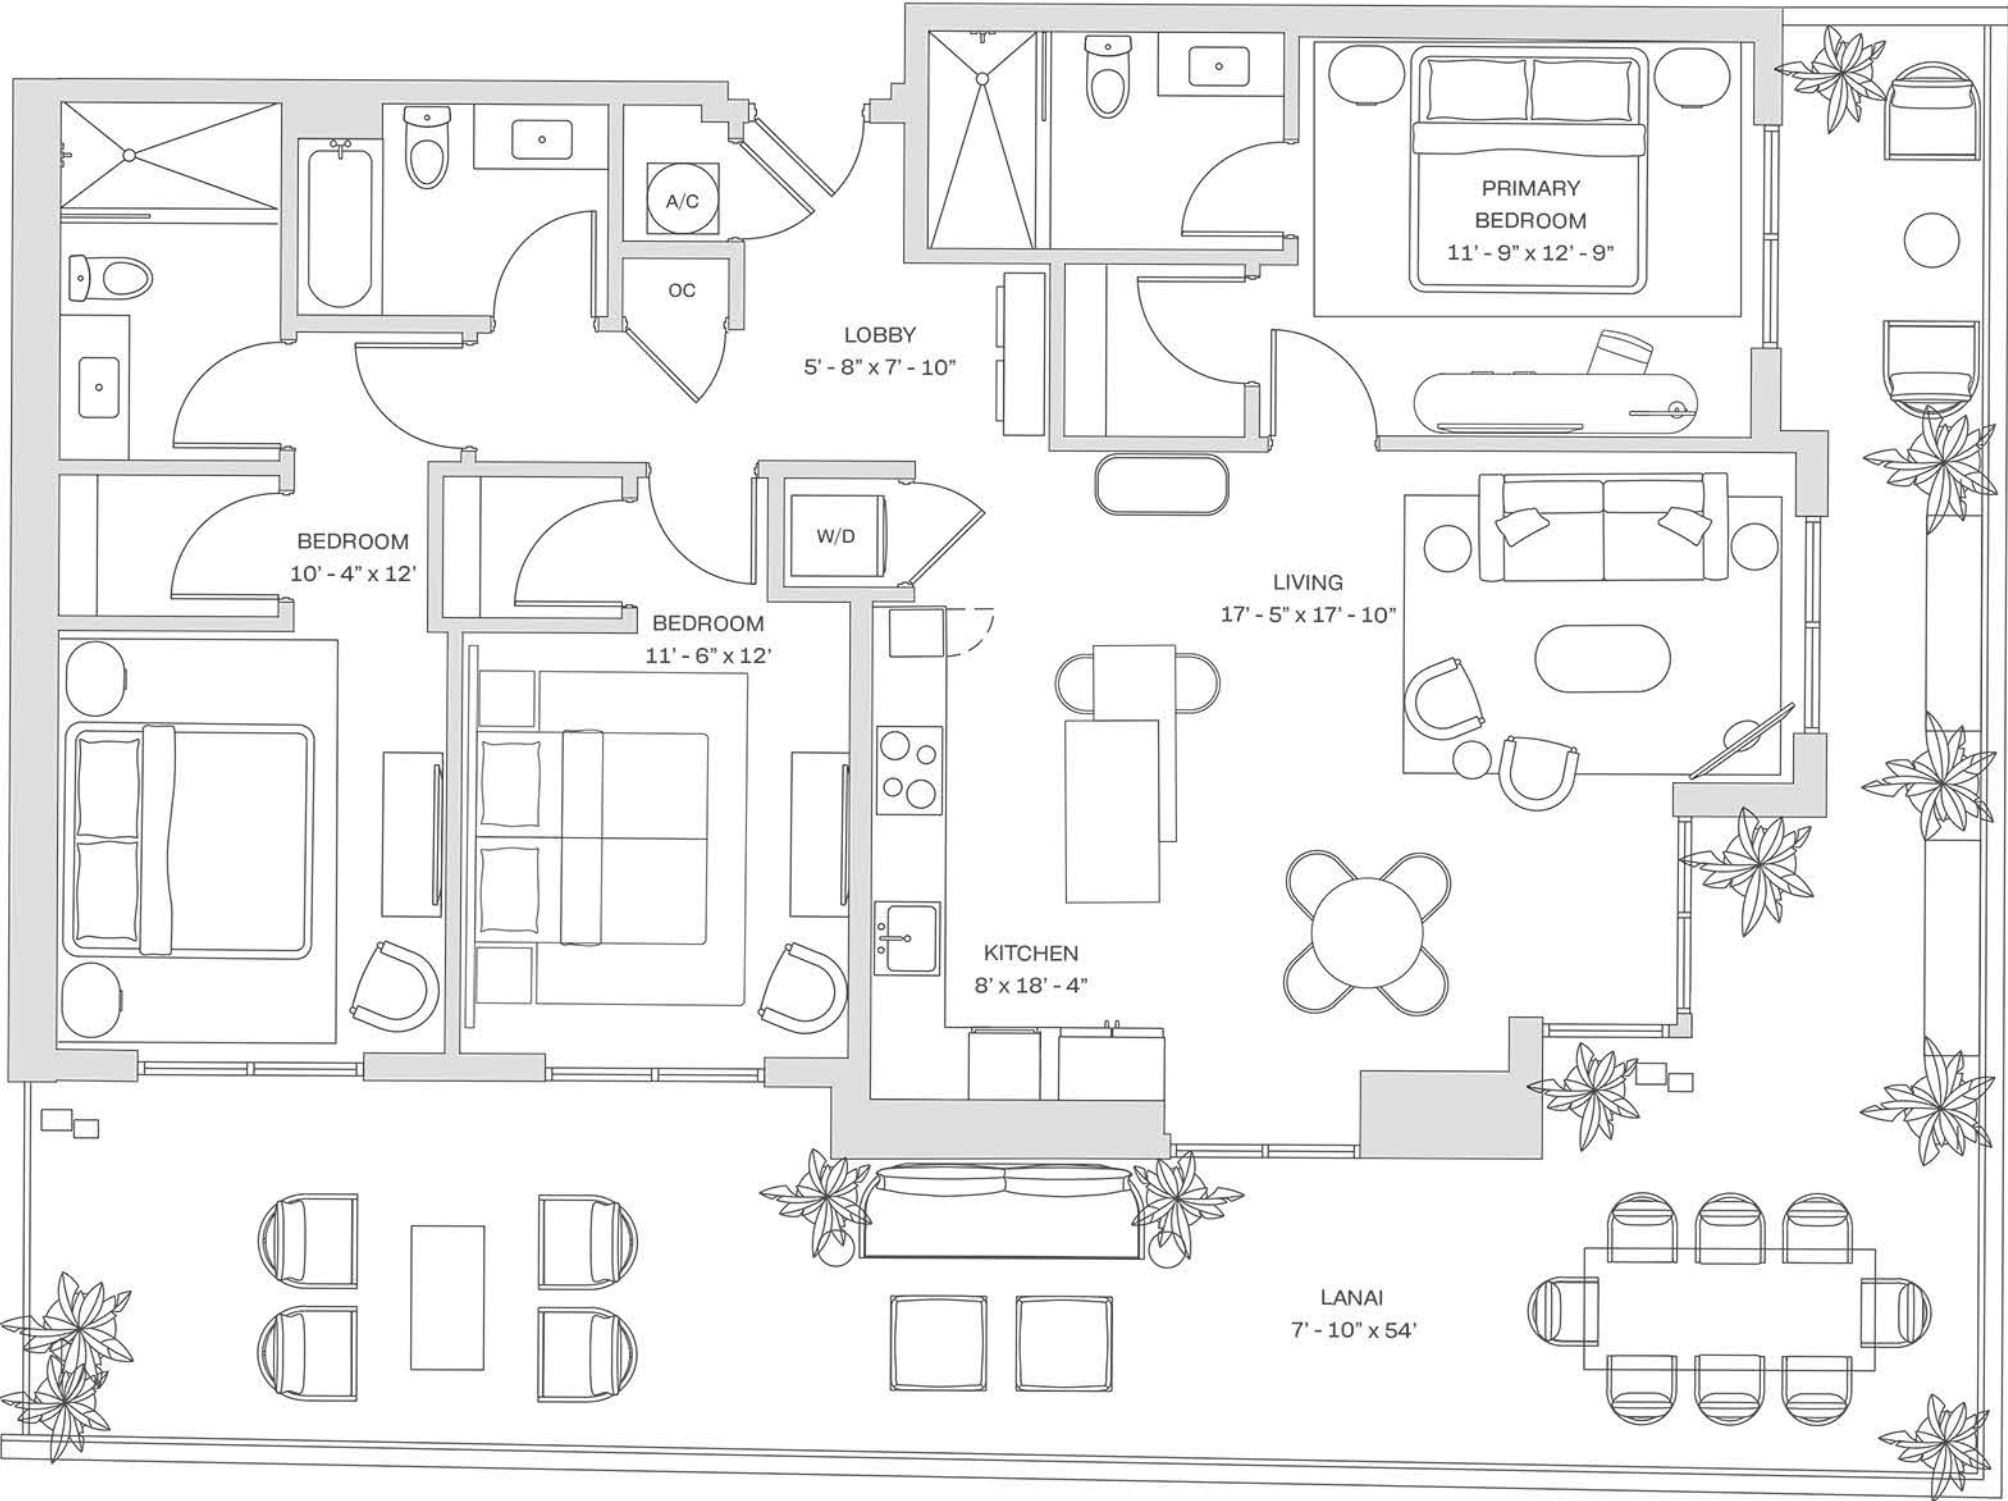 PRIMARY
BEDROOM
11' - 9" x 12' - 9"
A/C
OC
LOBBY
5' - 8" x 7' - 10"
BEDROOM
10' - 4" x 12'
W/D
BEDROOM
11' - 6" x 12'
LIVING
17' - 5" x 17' - 10"
KITCHEN
8' x 18' - 4"
LANAI
7' - 10" x 54'